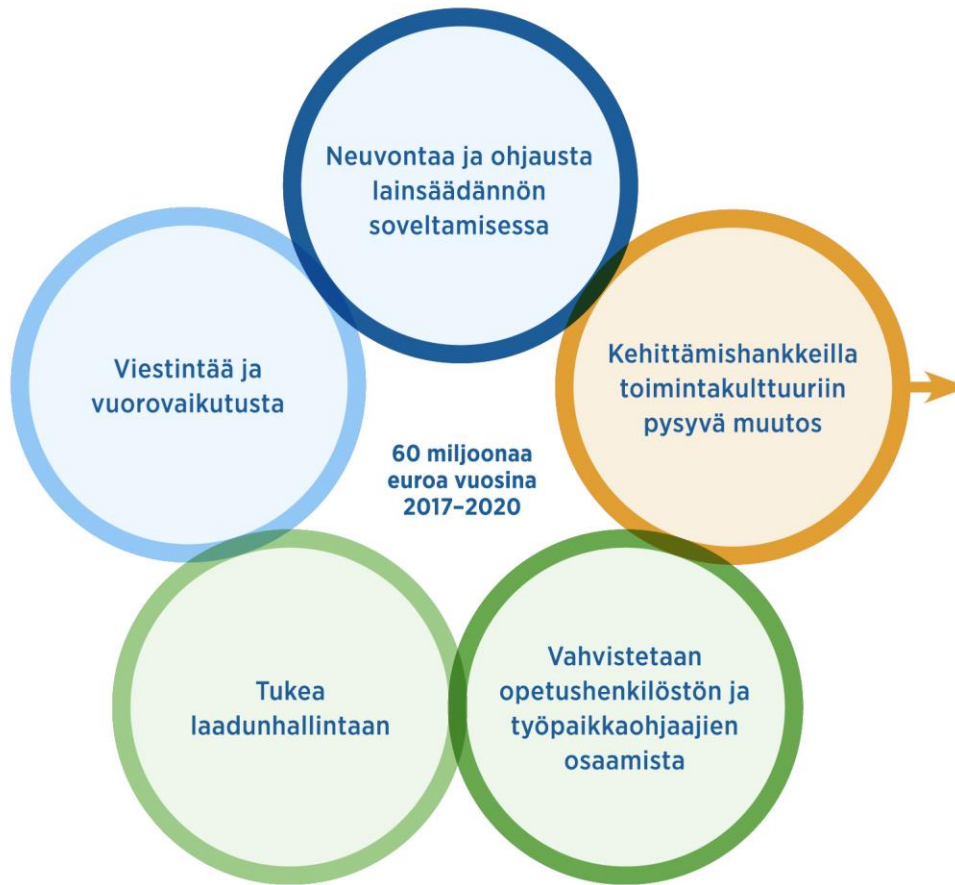 Neuvontaa ja ohjausta
lainsäädännön
soveltamisessa
Viestintää ja
vuorovaikutusta
Kehittämishankkeilla
toimintakulttuuriin
pysyvä muutos
60 miljoonaa
euroa vuosina
2017–2020
Tukea
laadunhallintaan
Vahvistetaan
opetushenkilöstön ja
työpaikkaohjaajien
osaamista